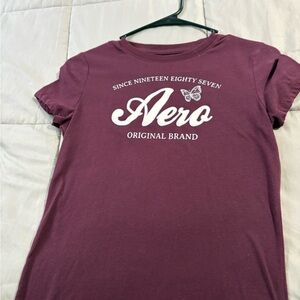 SINCE NINETEEN EIGHTY SEVEN
Aero
ORIGINAL BRAND